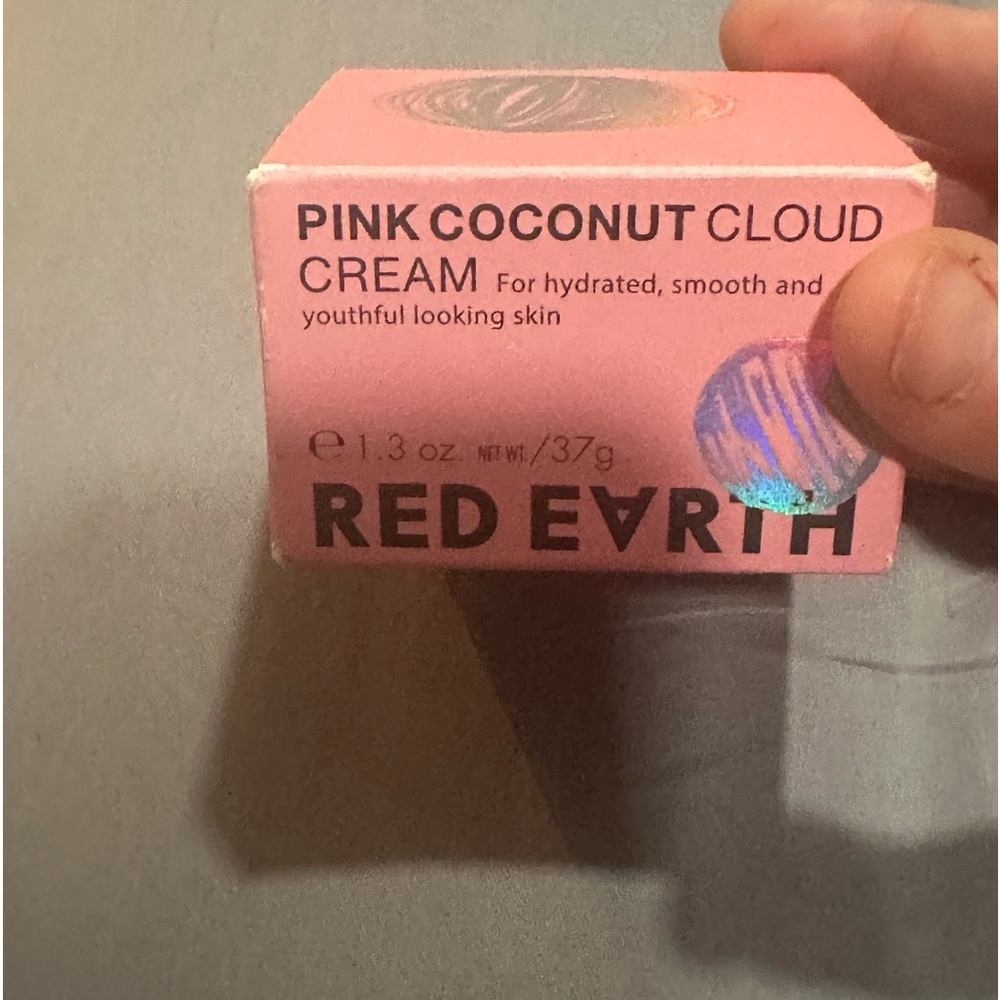 PINK COCONUT CLOUD
CREAM For hydrated, smooth and
youthful looking skin
℮ 1.3 oz. NET WT./37g
RED EARTH